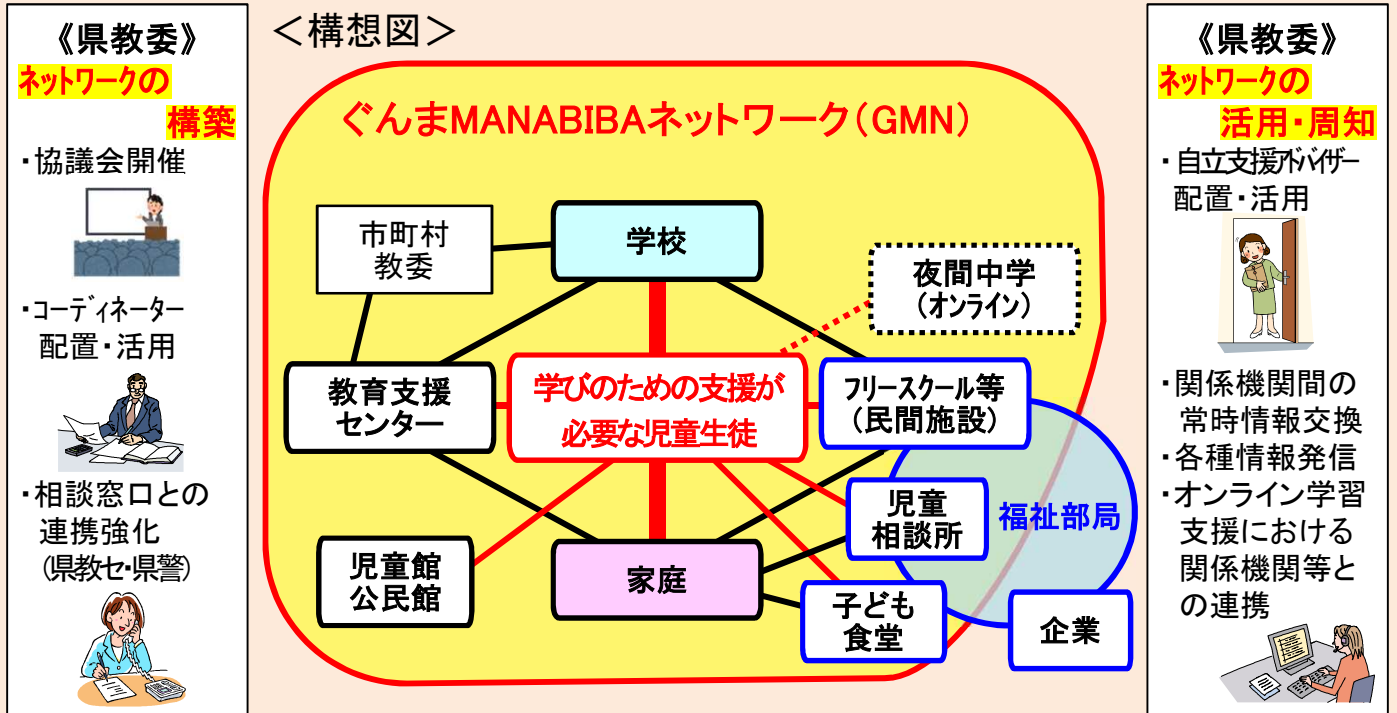 《県教委》
ネットワークの
構築
・協議会開催
・コーディネーター
配置・活用
・相談窓口との
連携強化
(県教セ・県警)
＜構想図＞
ぐんまMANABIBAネットワーク(GMN)
市町村
教委
学校
夜間中学
(オンライン)
教育支援
センター
学びのための支援が
必要な児童生徒
フリースクール等
(民間施設)
児童
相談所
福祉部局
児童館
公民館
家庭
子ども
食堂
企業
《県教委》
ネットワークの
活用・周知
・自立支援アドバイザー
配置・活用
・関係機関間の
常時情報交換
・各種情報発信
・オンライン学習
支援における
関係機関等と
の連携